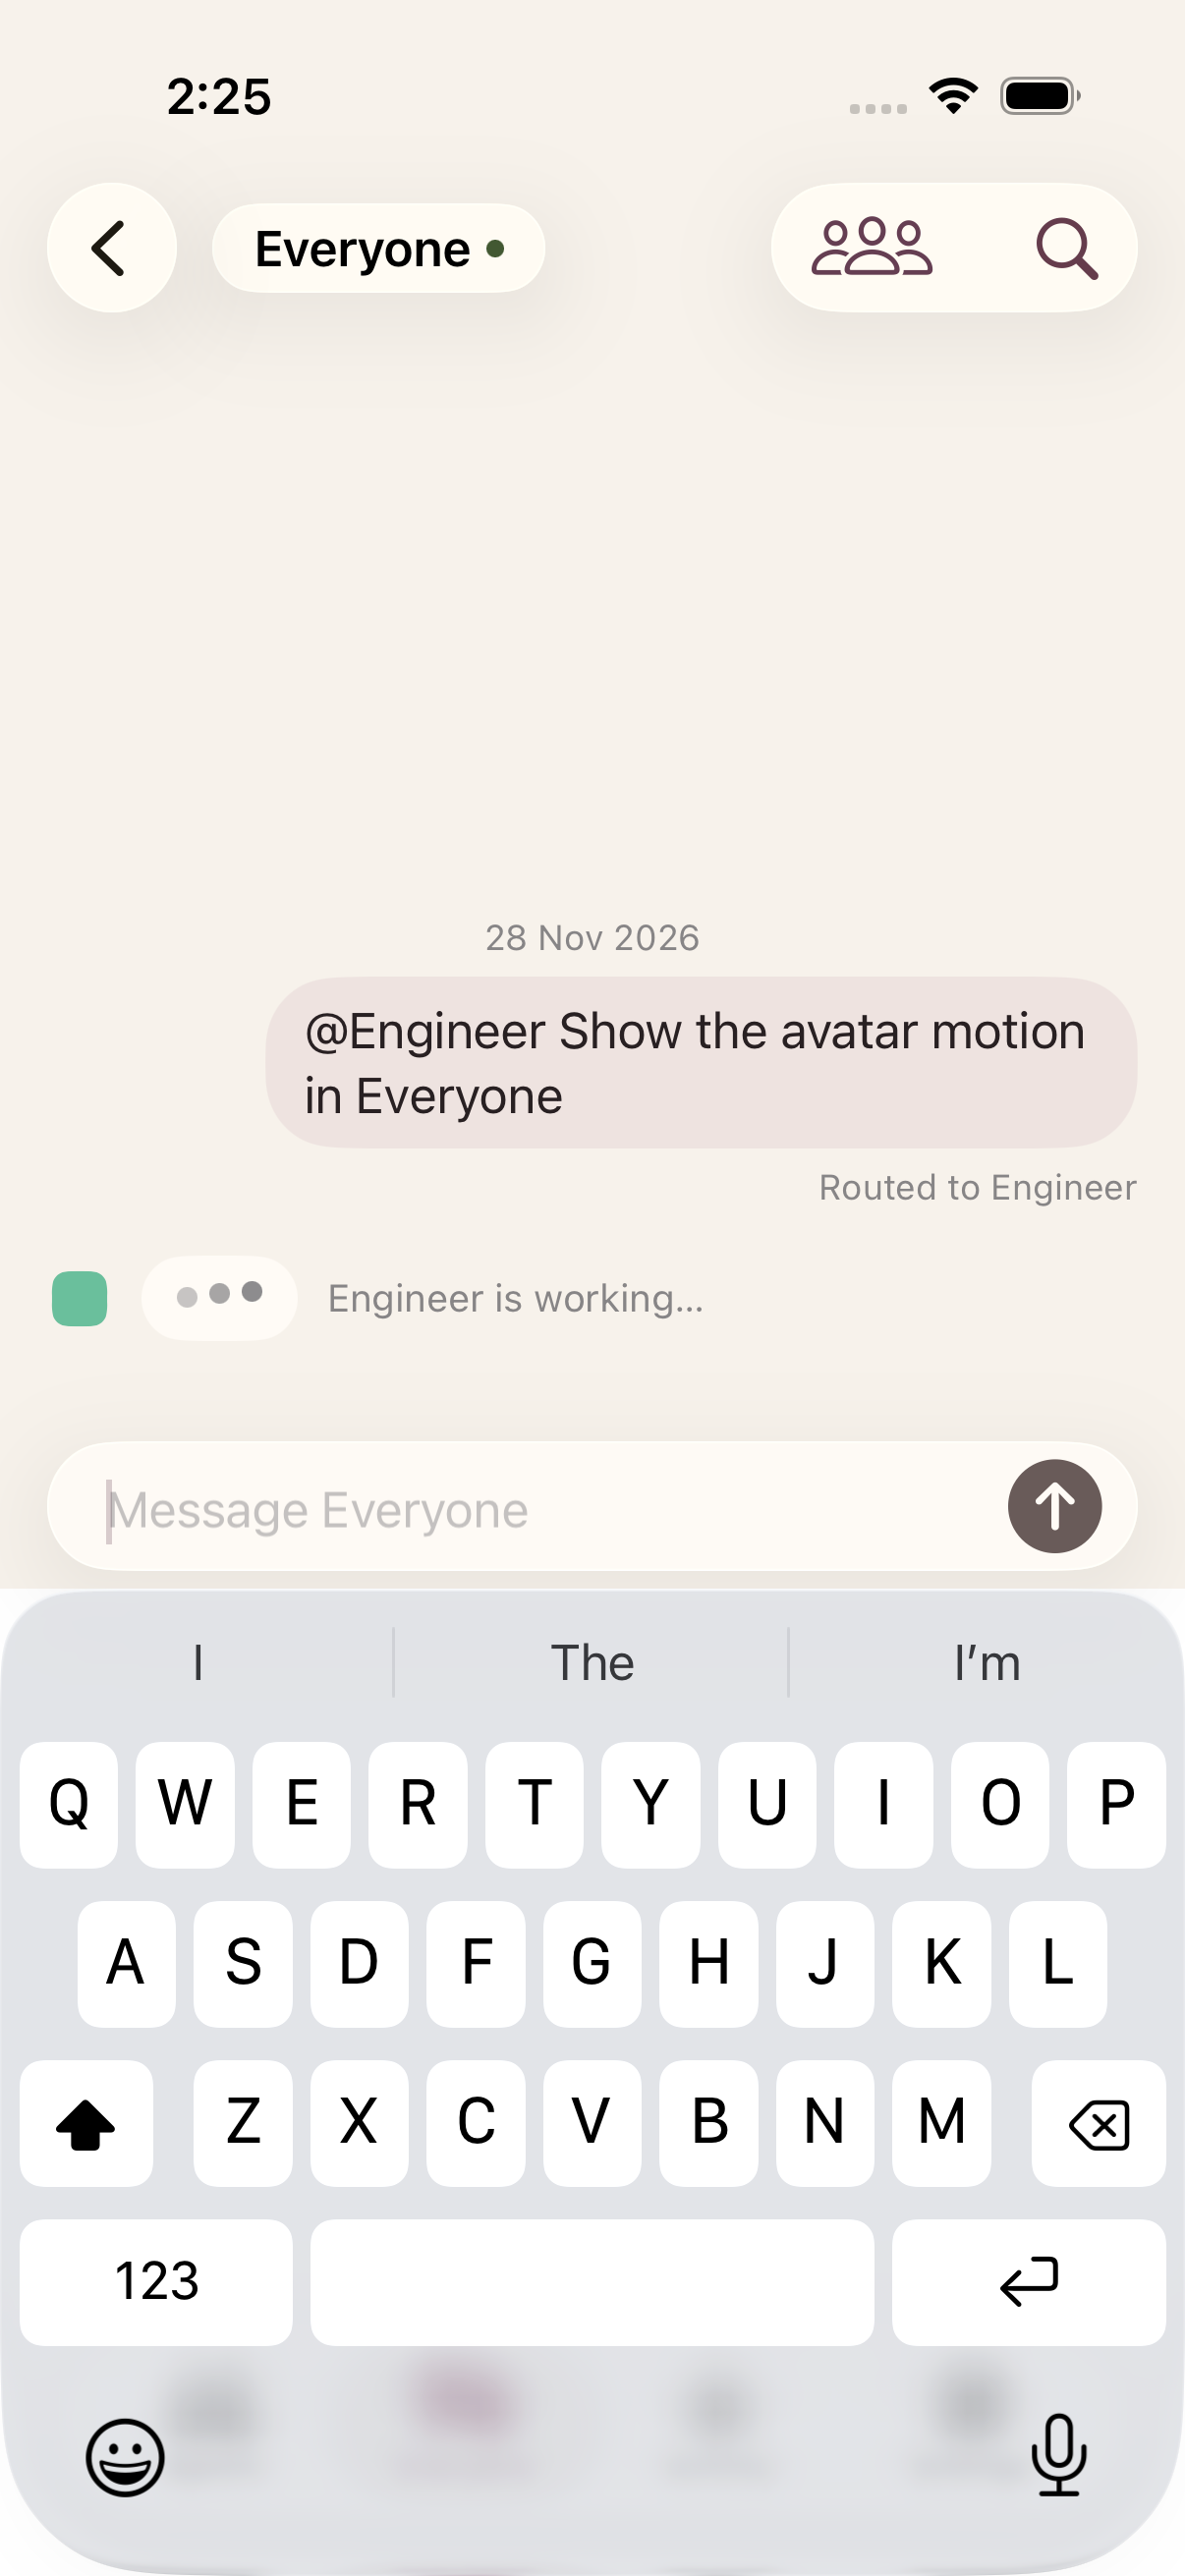 2:25
Everyone
28 Nov 2026
@Engineer Show the avatar motion
in Everyone
Routed to Engineer
Engineer is working...
Message Everyone
I The I’m
Q W E R T Y U I O P
A S D F G H J K L
Z X C V B N M
123